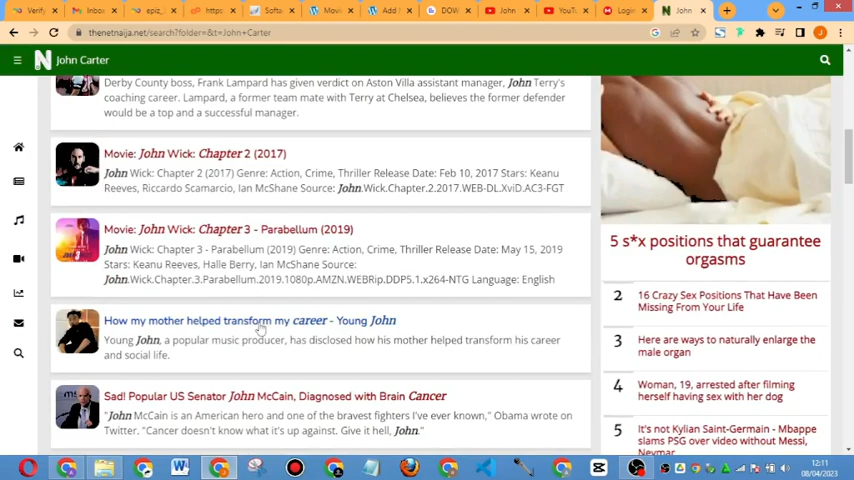 Verify
Inbox
epiz_
https:
Softa
Movi
Add
DOW
John
YouTu
Login
John
thenetnaija.net/search?folder=&t=John+Carter
John Carter
Derby County boss, Frank Lampard has given verdict on Aston Villa assistant manager, John Terry's
coaching career. Lampard, a former team mate with Terry at Chelsea, believes the former defender
would be a top and a successful manager.
Movie: John Wick: Chapter 2 (2017)
John Wick: Chapter 2 (2017) Genre: Action, Crime, Thriller Release Date: Feb 10, 2017 Stars: Keanu
Reeves, Riccardo Scamarcio, Ian McShane Source: John.Wick.Chapter.2.2017.WEB-DL.XviD.AC3-FGT
Movie: John Wick: Chapter 3 - Parabellum (2019)
John Wick: Chapter 3 - Parabellum (2019) Genre: Action, Crime, Thriller Release Date: May 15, 2019
Stars: Keanu Reeves, Halle Berry, Ian McShane Source:
John.Wick.Chapter.3.Parabellum.2019.1080p.AMZN.WEBRip.DDP5.1.x264-NTG Language: English
How my mother helped transform my career - Young John
Young John, a popular music producer, has disclosed how his mother helped transform his career
and social life.
Sad! Popular US Senator John McCain, Diagnosed with Brain Cancer
"John McCain is an American hero and one of the bravest fighters I've ever known," Obama wrote on
Twitter. "Cancer doesn't know what it's up against. Give it hell, John."
5 s*x positions that guarantee
orgasms
2 16 Crazy Sex Positions That Have Been
Missing From Your Life
3 Here are ways to naturally enlarge the
male organ
4 Woman, 19, arrested after filming
herself having sex with her dog
5 It's not Kylian Saint-Germain - Mbappe
slams PSG over video without Messi,
Neymar
12:11
08/04/2023